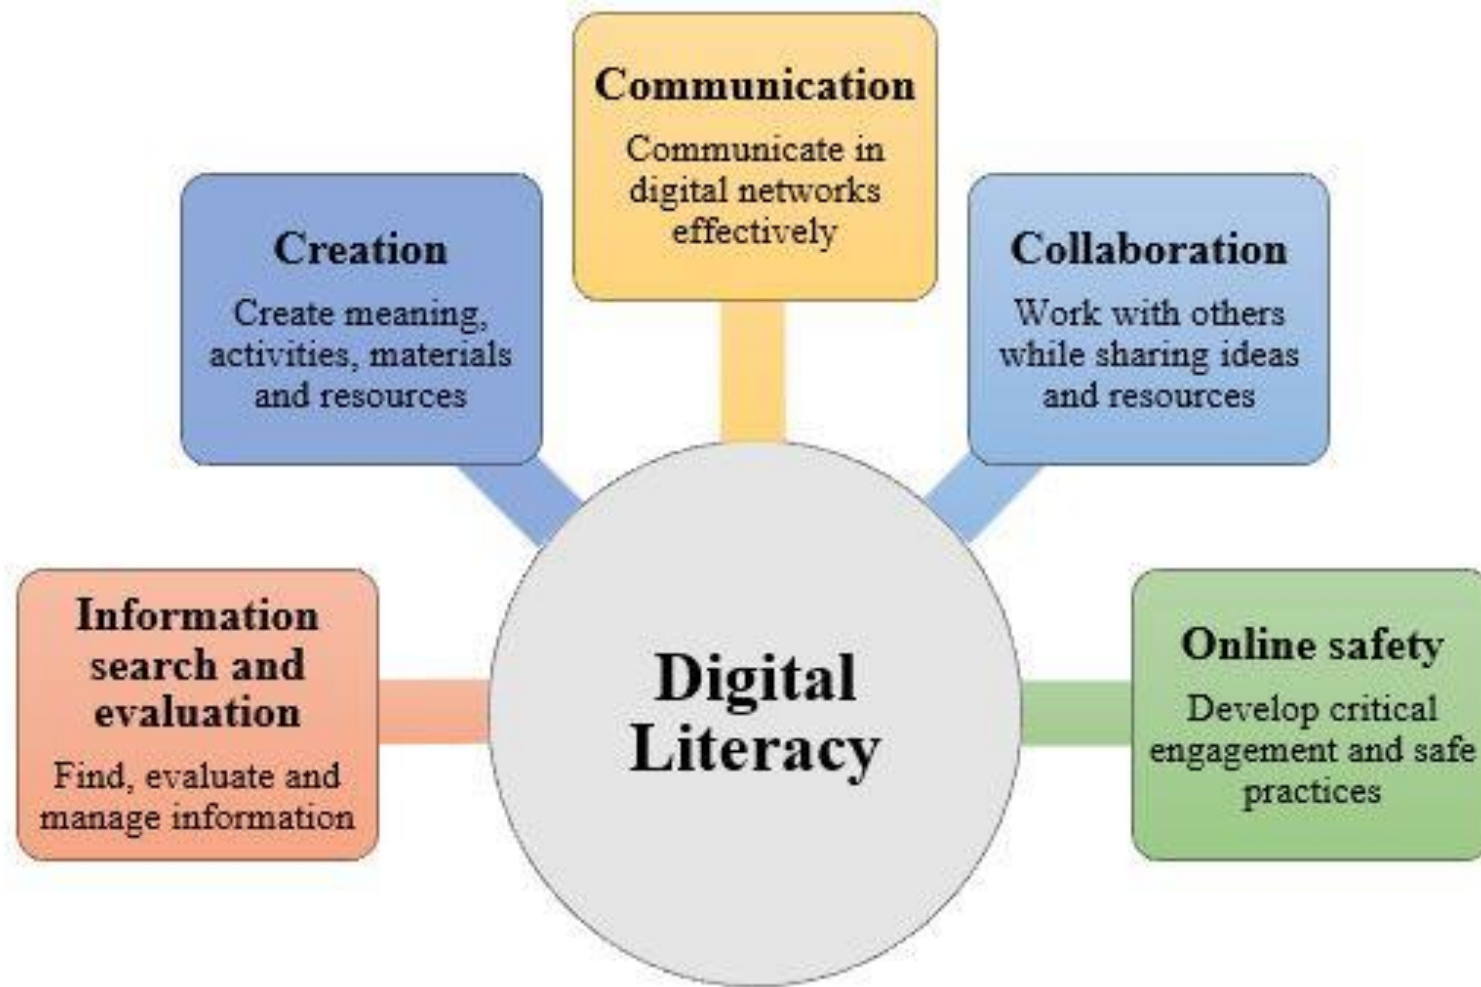 Communication
Communicate in
digital networks
effectively
Creation
Create meaning,
activities, materials
and resources
Collaboration
Work with others
while sharing ideas
and resources
Information
search and
evaluation
Find, evaluate and
manage information
Digital
Literacy
Online safety
Develop critical
engagement and safe
practices